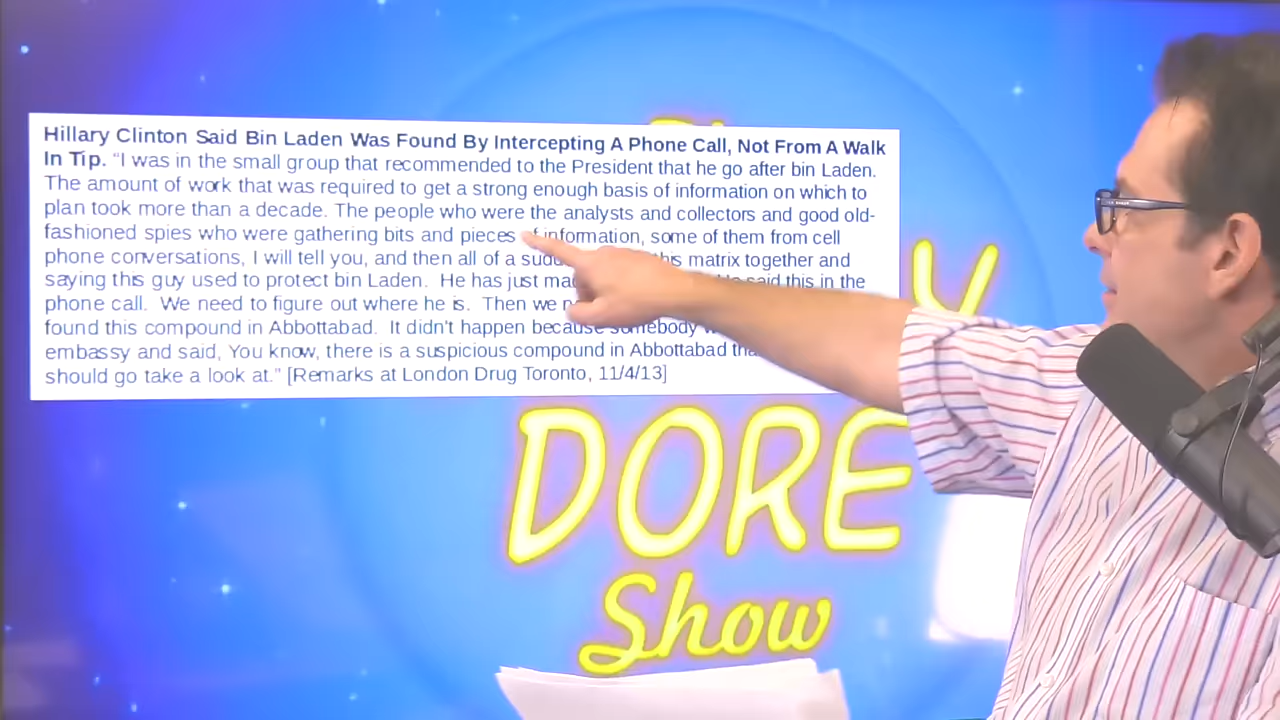 Hillary Clinton Said Bin Laden Was Found By Intercepting A Phone Call, Not From A Walk
In Tip. “I was in the small group that recommended to the President that he go after bin Laden.
The amount of work that was required to get a strong enough basis of information on which to
plan took more than a decade. The people who were the analysts and collectors and good old-
fashioned spies who were gathering bits and pieces of information, some of them from cell
phone conversations, I will tell you, and then all of a matrix together and
saying this guy used to protect bin Laden. He has just said this in the
phone call. We need to figure out where he is. Then we
found this compound in Abbottabad. It didn't happen because somebody
embassy and said, You know, there is a suspicious compound in Abbottabad
should go take a look at.” [Remarks at London Drug Toronto, 11/4/13]
DORE
Show